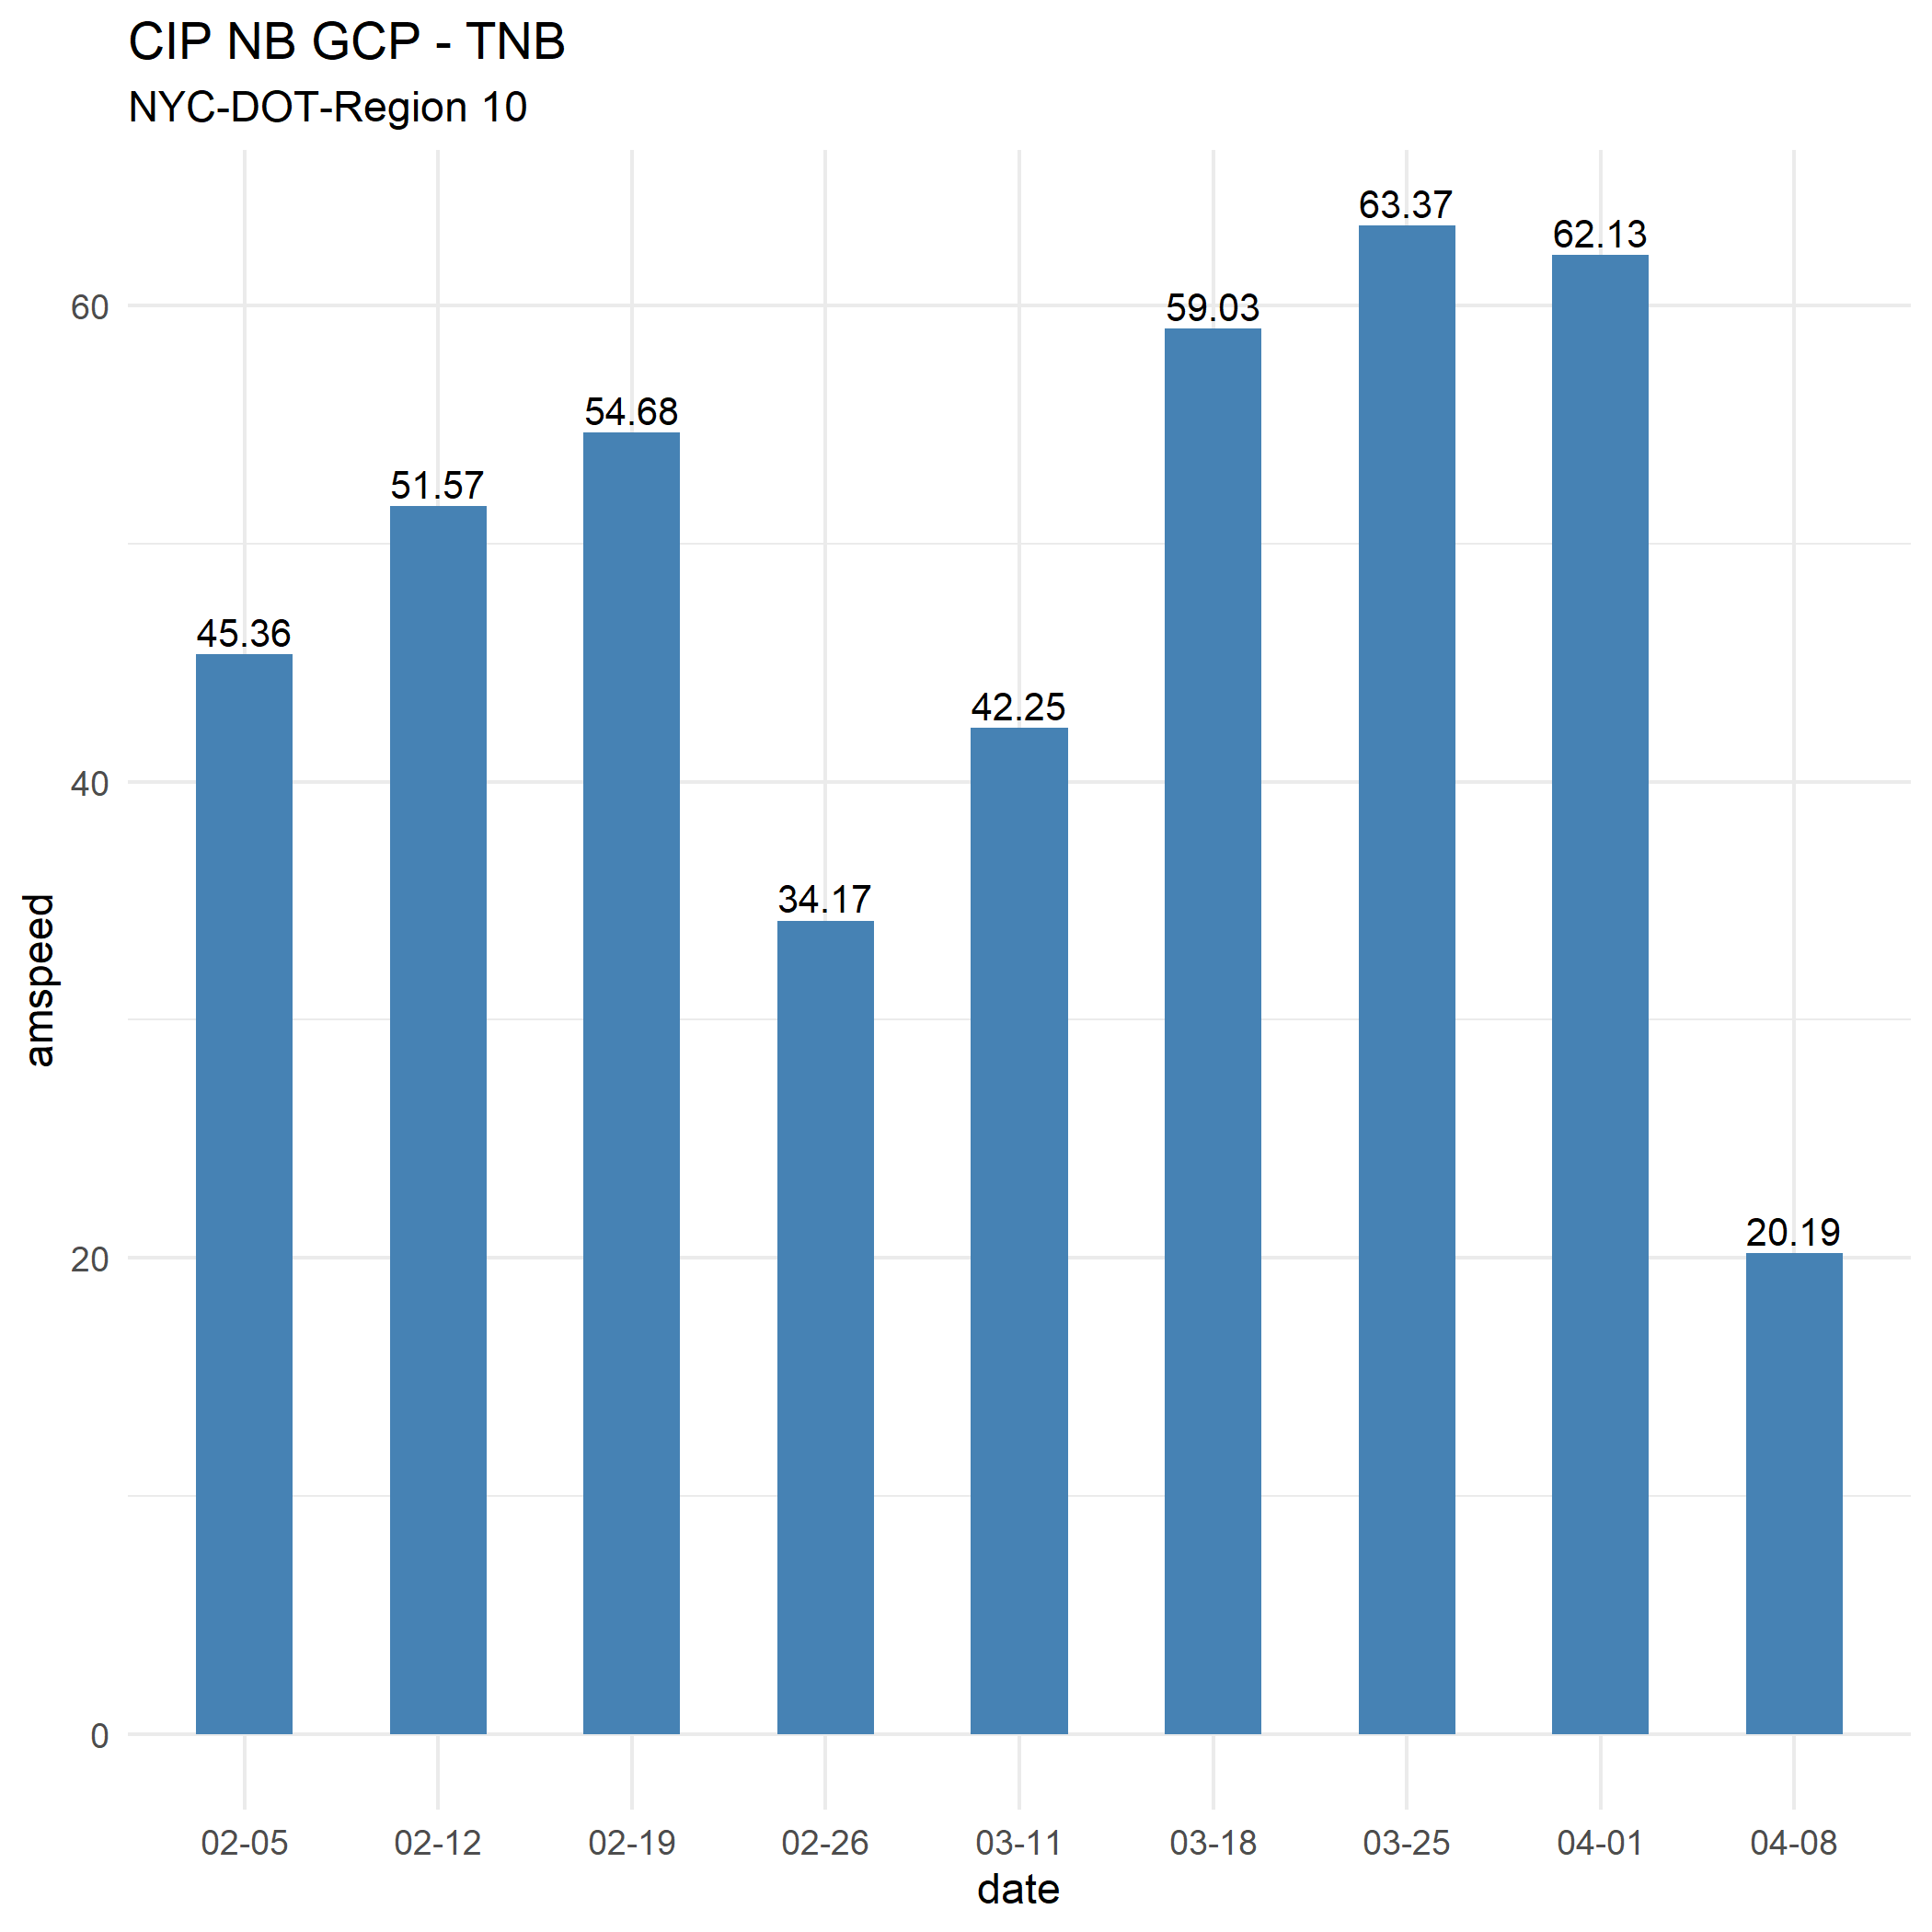 CIP NB GCP - TNB
NYC-DOT-Region 10
63.37
62.13
60
59.03
54.68
51.57
45.36
42.25
40
34.17
amspeed
20.19
20
0
02-05 02-12 02-19 02-26 03-11 03-18 03-25 04-01 04-08
date